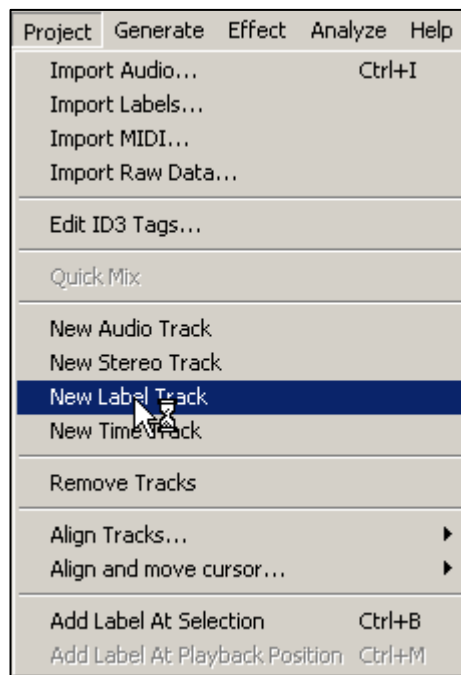 Project Generate Effect Analyze Help
Import Audio... Ctrl+I
Import Labels...
Import MIDI...
Import Raw Data...
Edit ID3 Tags...
Quick Mix
New Audio Track
New Stereo Track
New Label Track
New Time Track
Remove Tracks
Align Tracks...
Align and move cursor...
Add Label At Selection Ctrl+B
Add Label At Playback Position Ctrl+M